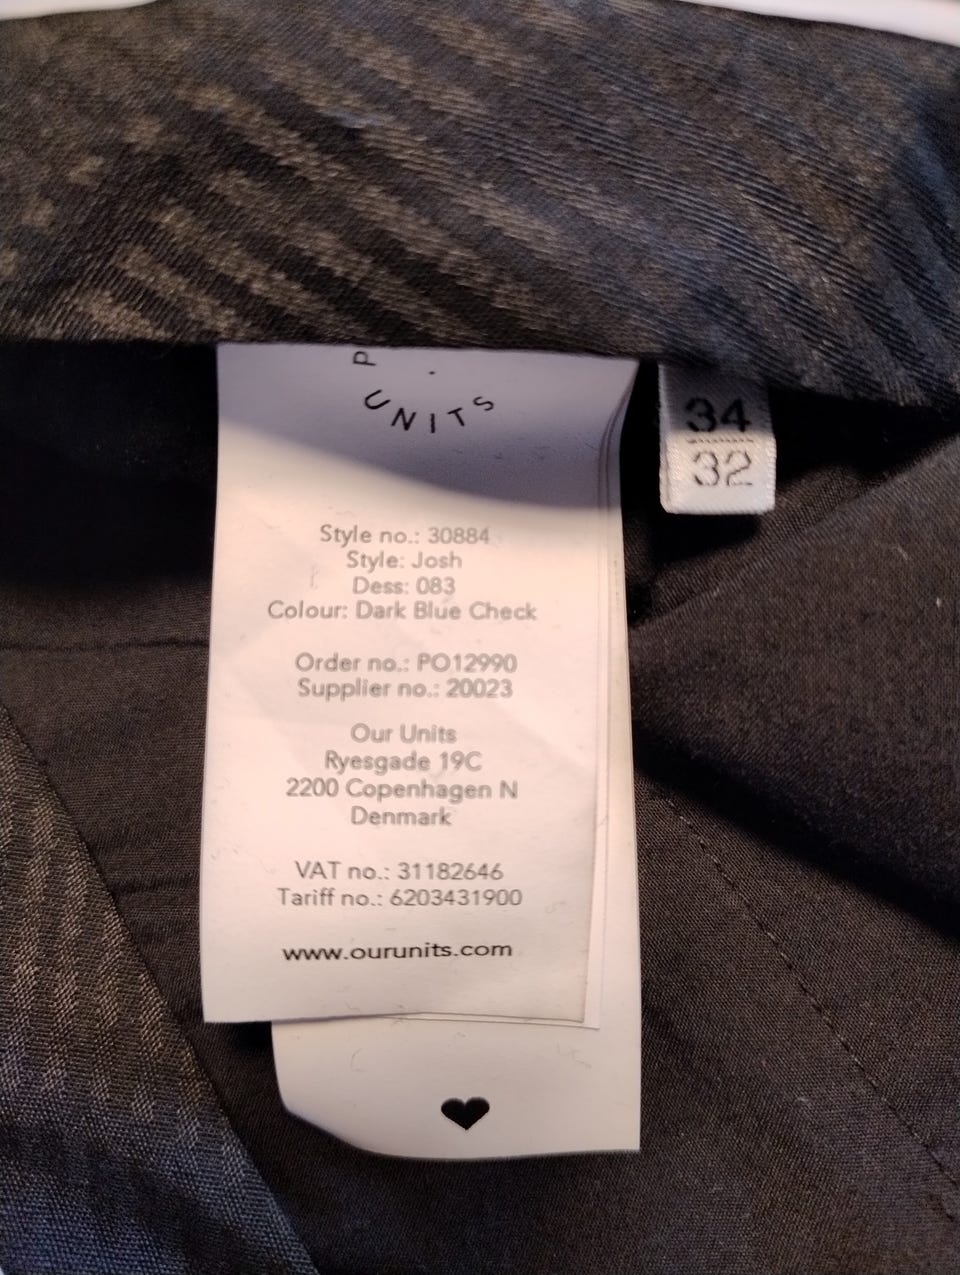 P
UNITS
34
32
Style no.: 30884
Style: Josh
Dess: 083
Colour: Dark Blue Check
Order no.: PO12990
Supplier no.: 20023
Our Units
Ryesgade 19C
2200 Copenhagen N
Denmark
VAT no.: 31182646
Tariff no.: 6203431900
www.ourunits.com